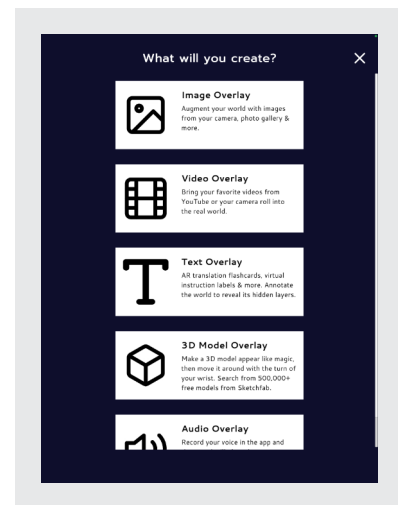 What will you create?
Image Overlay
Augment your world with images
from your camera, photo gallery &
more.
Video Overlay
Bring your favorite videos from
YouTube or your camera roll into
the real world.
Text Overlay
AR translation flashcards, virtual
instruction labels & more. Annotate
the world to reveal its hidden layers.
3D Model Overlay
Make a 3D model appear like magic,
then move it around with the turn of
your wrist. Search from 500,000+
free models from Sketchfab.
Audio Overlay
Record your voice in the app and